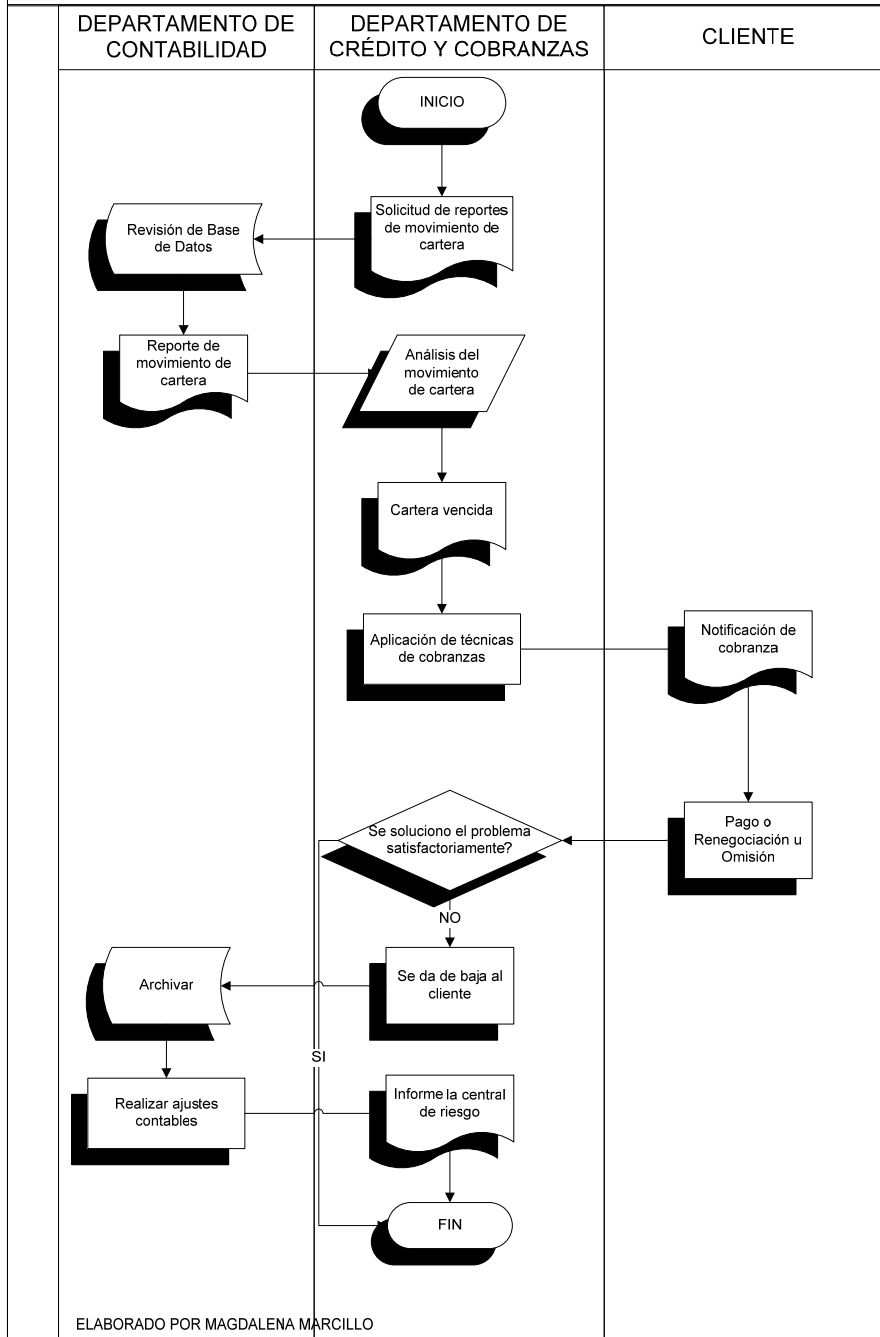 DEPARTAMENTO DE
CONTABILIDAD
DEPARTAMENTO DE
CRÉDITO Y COBRANZAS
CLIENTE
INICIO
Solicitud de reportes
de movimiento de
cartera
Revisión de Base
de Datos
Reporte de
movimiento de
cartera
Análisis del
movimiento
de cartera
Cartera vencida
Aplicación de técnicas
de cobranzas
Notificación de
cobranza
Pago o
Renegociación u
Omisión
Se soluciono el problema
satisfactoriamente?
NO
Se da de baja al
cliente
Archivar
SI
Realizar ajustes
contables
Informe la central
de riesgo
FIN
ELABORADO POR MAGDALENA MARCILLO